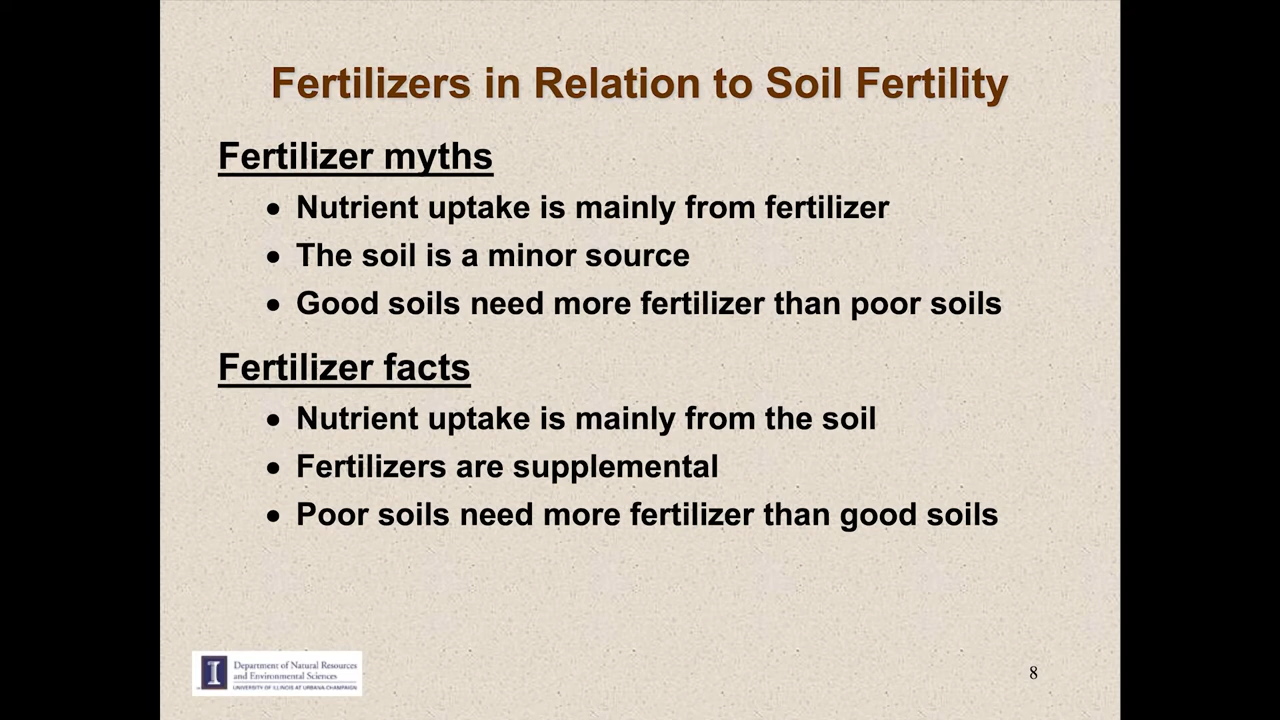 Fertilizers in Relation to Soil Fertility
Fertilizer myths
• Nutrient uptake is mainly from fertilizer
• The soil is a minor source
• Good soils need more fertilizer than poor soils
Fertilizer facts
• Nutrient uptake is mainly from the soil
• Fertilizers are supplemental
• Poor soils need more fertilizer than good soils
I
Department of Natural Resources
and Environmental Sciences
UNIVERSITY OF ILLINOIS AT URBANA-CHAMPAIGN
8